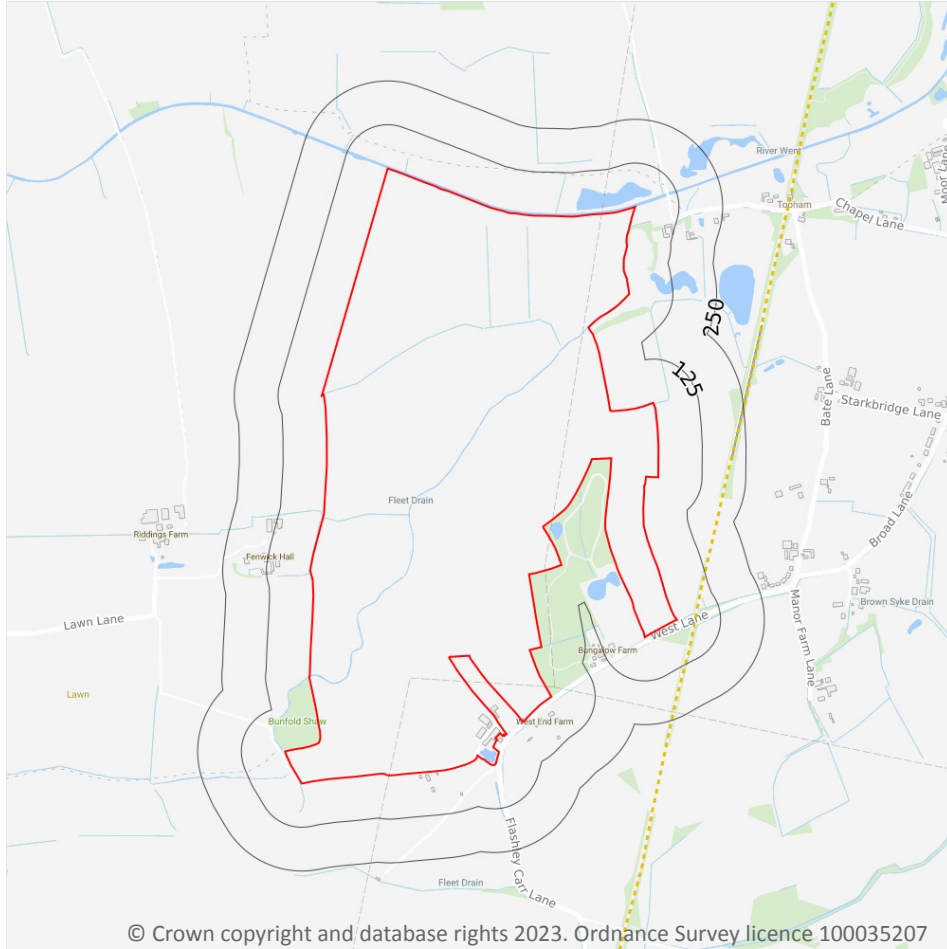 River Went
Moor Lane
Topham
Chapel Lane
250
125
Bate Lane
Starkbridge Lane
Fleet Drain
Broad Lane
Riddings Farm
Fenwick Hall
Brown Syke Drain
Lawn Lane
West Lane
Manor Farm Lane
Bungalow Farm
Lawn
Bunfold Shaw
West End Farm
Flashley Carr Lane
Fleet Drain
© Crown copyright and database rights 2023. Ordnance Survey licence 100035207